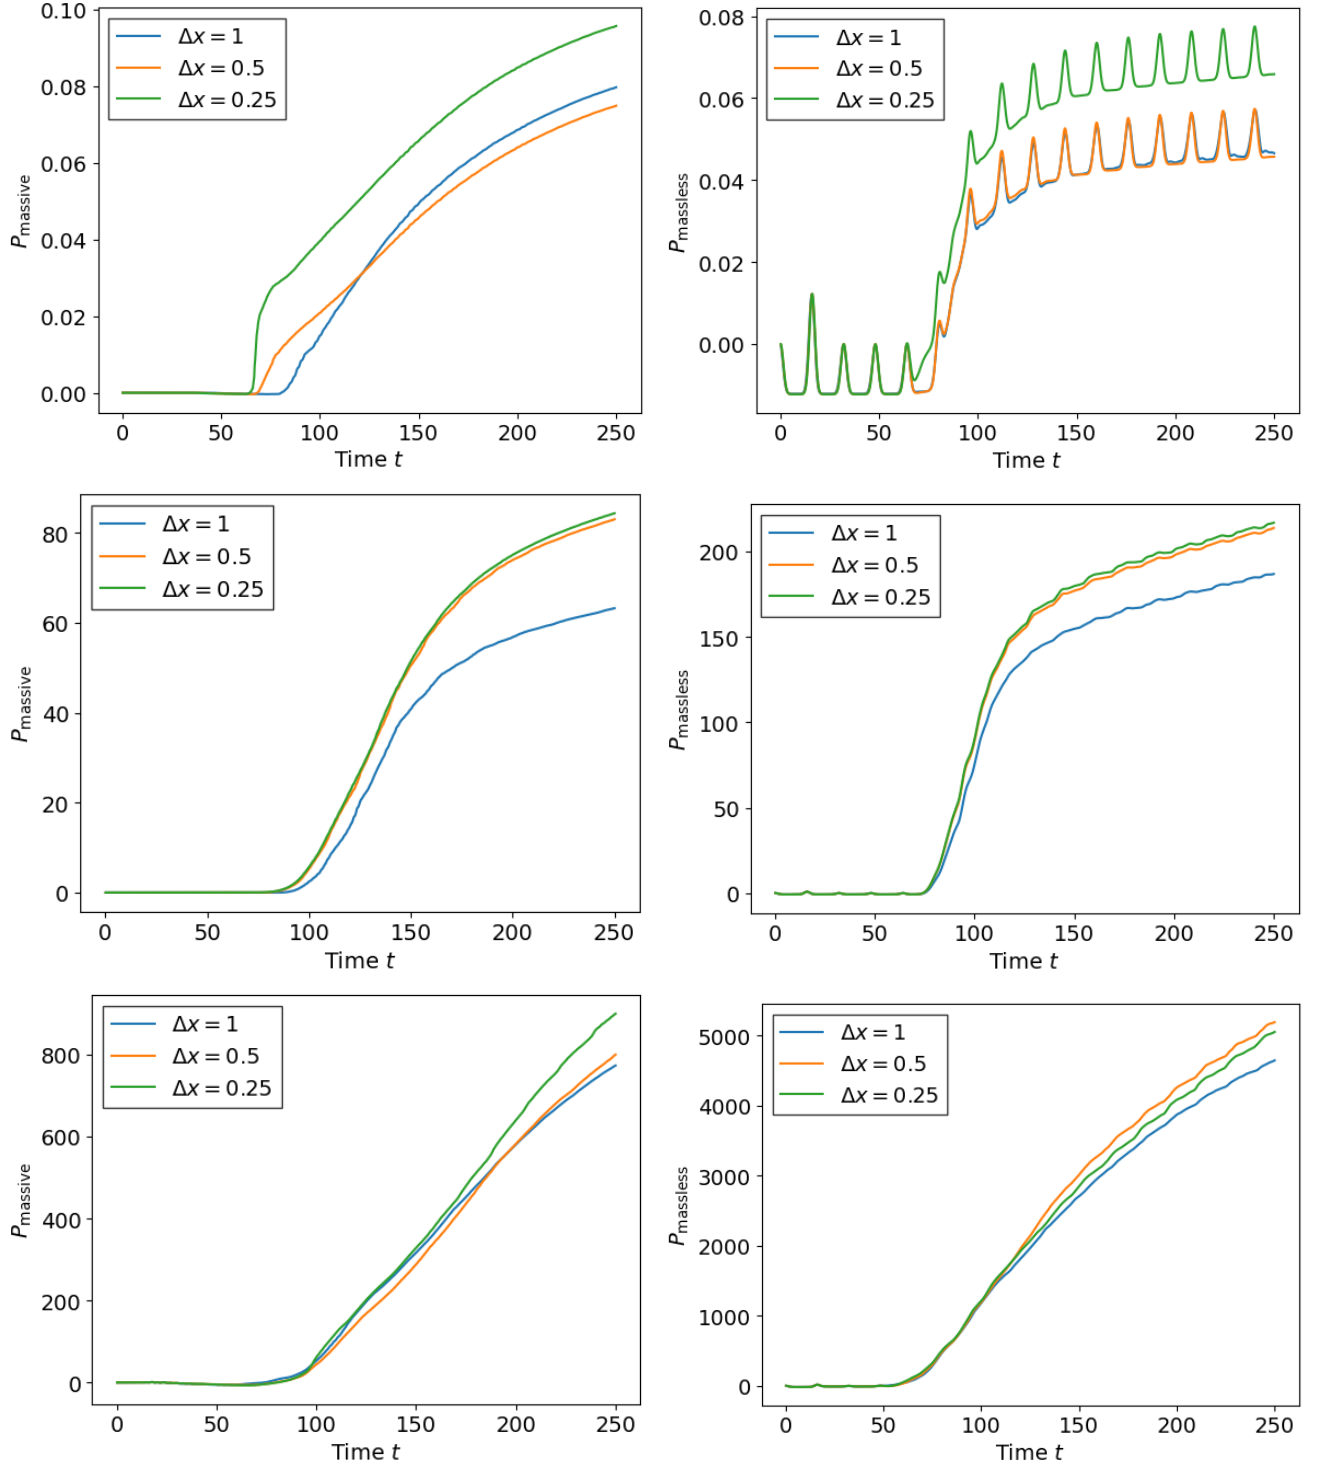 0.10
0.08
0.06
0.04
0.02
0.00
P massive
Δx = 1
Δx = 0.5
Δx = 0.25
0 50 100 150 200 250
Time t
0.08
0.06
0.04
0.02
0.00
P massless
Δx = 1
Δx = 0.5
Δx = 0.25
0 50 100 150 200 250
Time t
80
60
40
20
0
P massive
Δx = 1
Δx = 0.5
Δx = 0.25
0 50 100 150 200 250
Time t
200
150
100
50
0
P massless
Δx = 1
Δx = 0.5
Δx = 0.25
0 50 100 150 200 250
Time t
800
600
400
200
0
P massive
Δx = 1
Δx = 0.5
Δx = 0.25
0 50 100 150 200 250
Time t
5000
4000
3000
2000
1000
0
P massless
Δx = 1
Δx = 0.5
Δx = 0.25
0 50 100 150 200 250
Time t